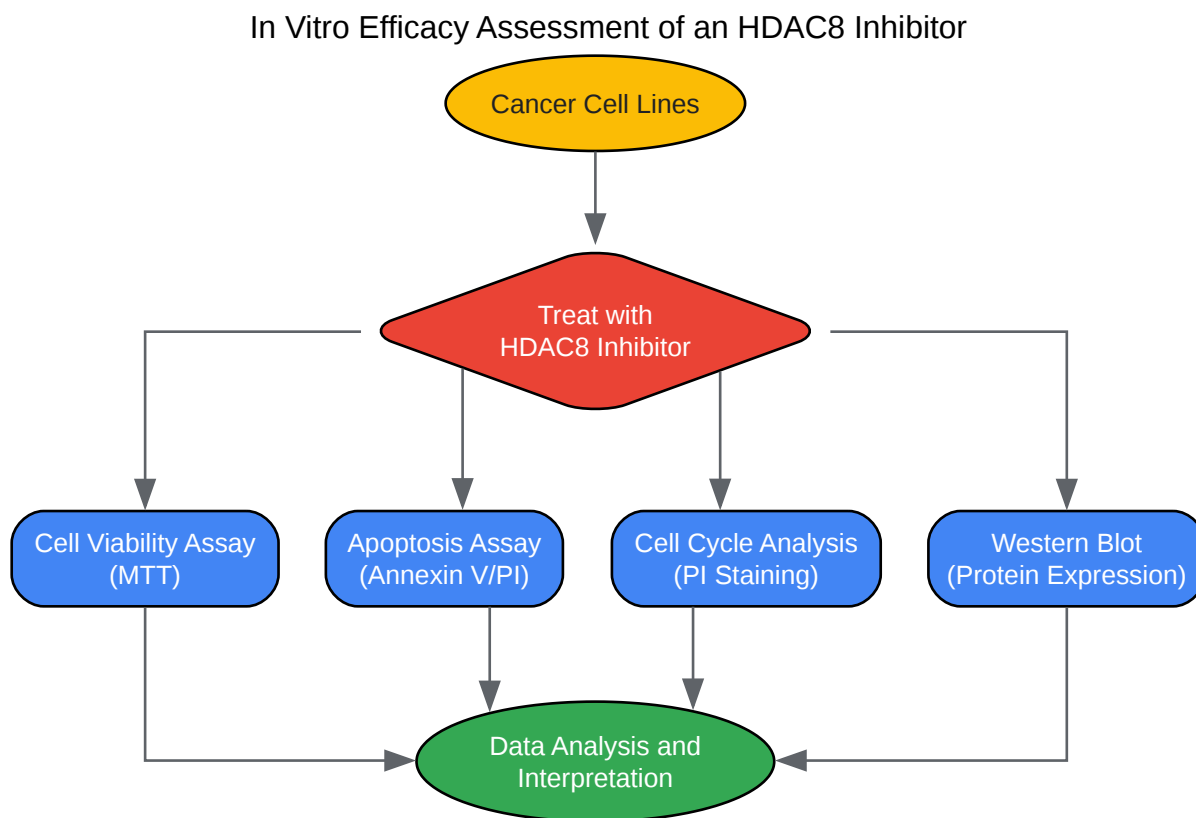 In Vitro Efficacy Assessment of an HDAC8 Inhibitor
Cancer Cell Lines
Treat with
HDAC8 Inhibitor
Cell Viability Assay
(MTT)
Apoptosis Assay
(Annexin V/PI)
Cell Cycle Analysis
(PI Staining)
Western Blot
(Protein Expression)
Data Analysis and
Interpretation